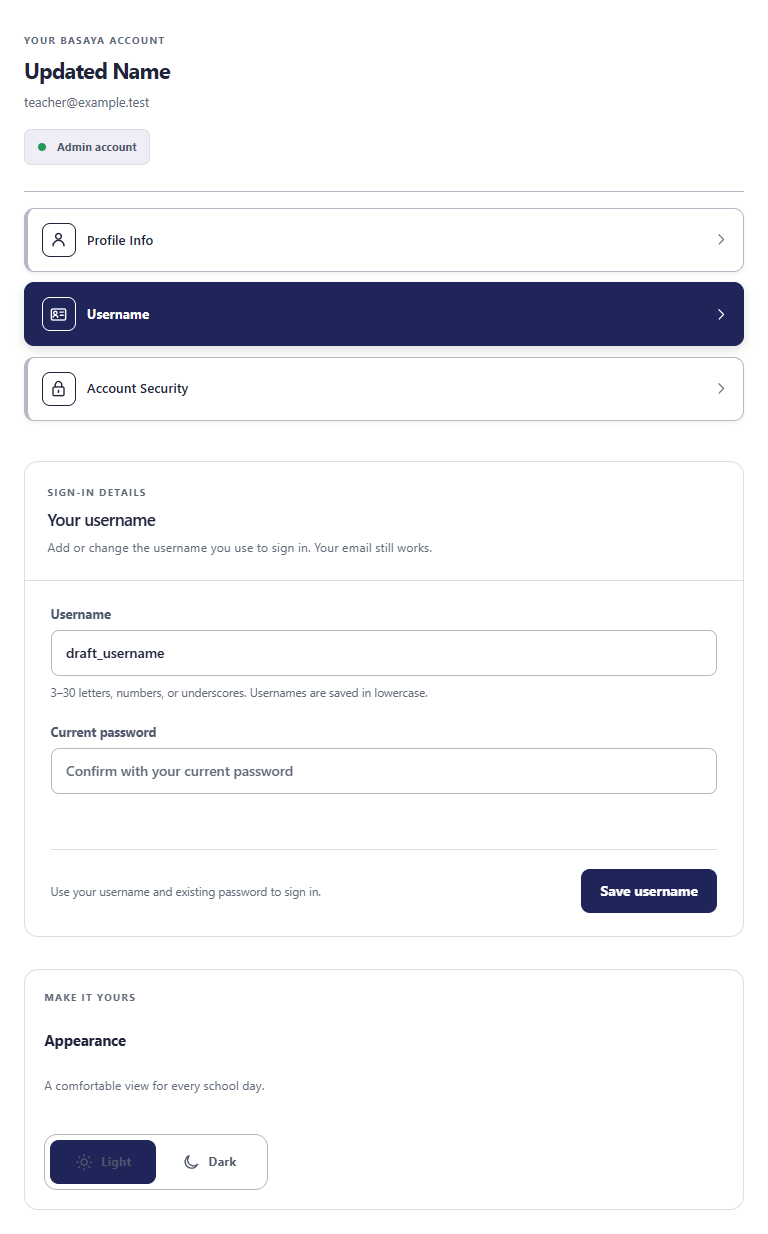 YOUR BASAYA ACCOUNT
Updated Name
teacher@example.test
Admin account
Profile Info
Username
Account Security
SIGN-IN DETAILS
Your username
Add or change the username you use to sign in. Your email still works.
Username
draft_username
3–30 letters, numbers, or underscores. Usernames are saved in lowercase.
Current password
Confirm with your current password
Use your username and existing password to sign in.
Save username
MAKE IT YOURS
Appearance
A comfortable view for every school day.
Light
Dark